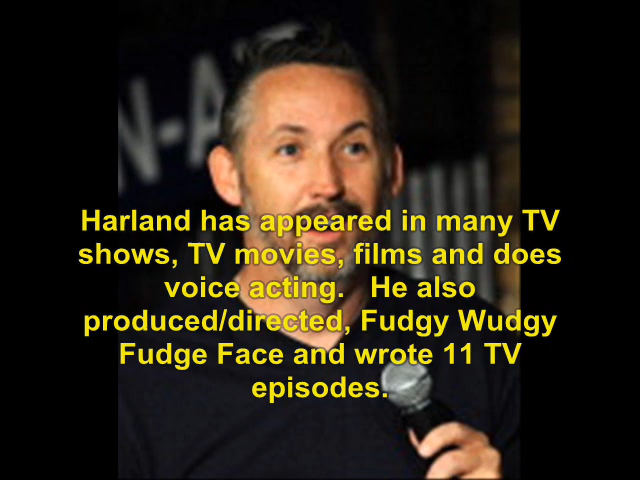 N-A
Harland has appeared in many TV
shows, TV movies, films and does
voice acting.   He also
produced/directed, Fudgy Wudgy
Fudge Face and wrote 11 TV
episodes.